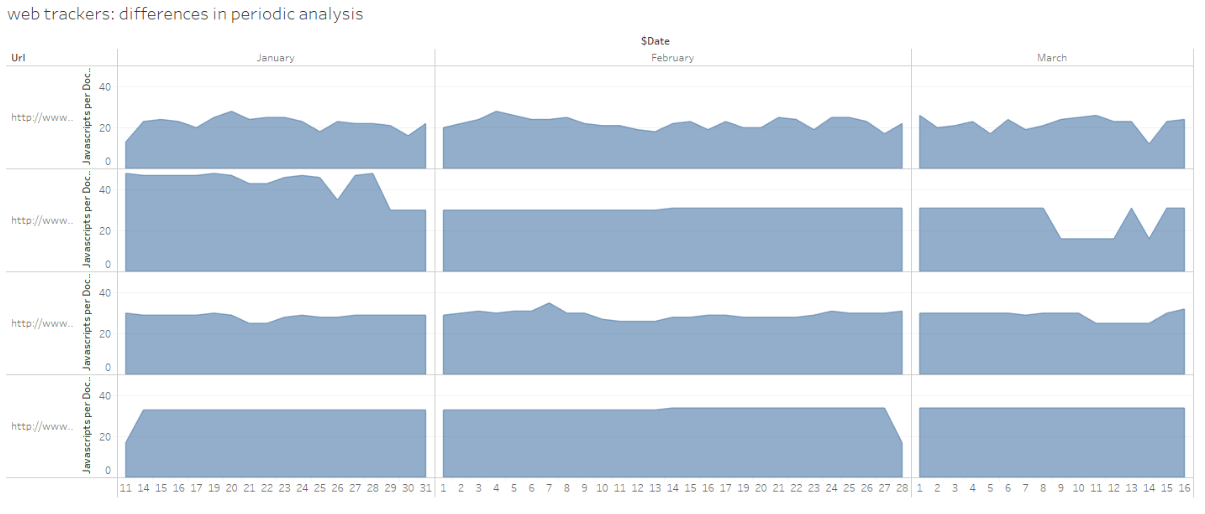 web trackers: differences in periodic analysis
$Date
Url January February March
http://www..
Javascripts per Doc..
40
20
0
http://www..
Javascripts per Doc..
40
20
0
http://www..
Javascripts per Doc..
40
20
0
http://www..
Javascripts per Doc..
40
20
0
11 14 15 16 17 19 20 21 22 23 24 25 26 27 28 29 30 31 1 2 3 4 5 6 7 8 9 10 11 12 13 14 15 16 17 19 20 21 22 23 24 25 26 27 28 1 2 3 4 5 6 7 8 9 10 11 12 13 14 15 16